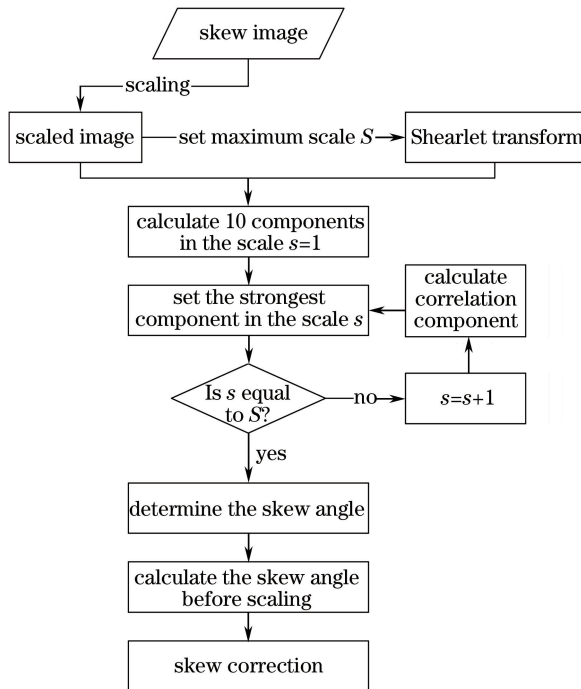 skew image
scaling
scaled image
set maximum scale S
Shearlet transform
calculate 10 components
in the scale s=1
set the strongest
component in the scale s
calculate
correlation
component
Is s equal
to S?
no
s=s+1
yes
determine the skew angle
calculate the skew angle
before scaling
skew correction